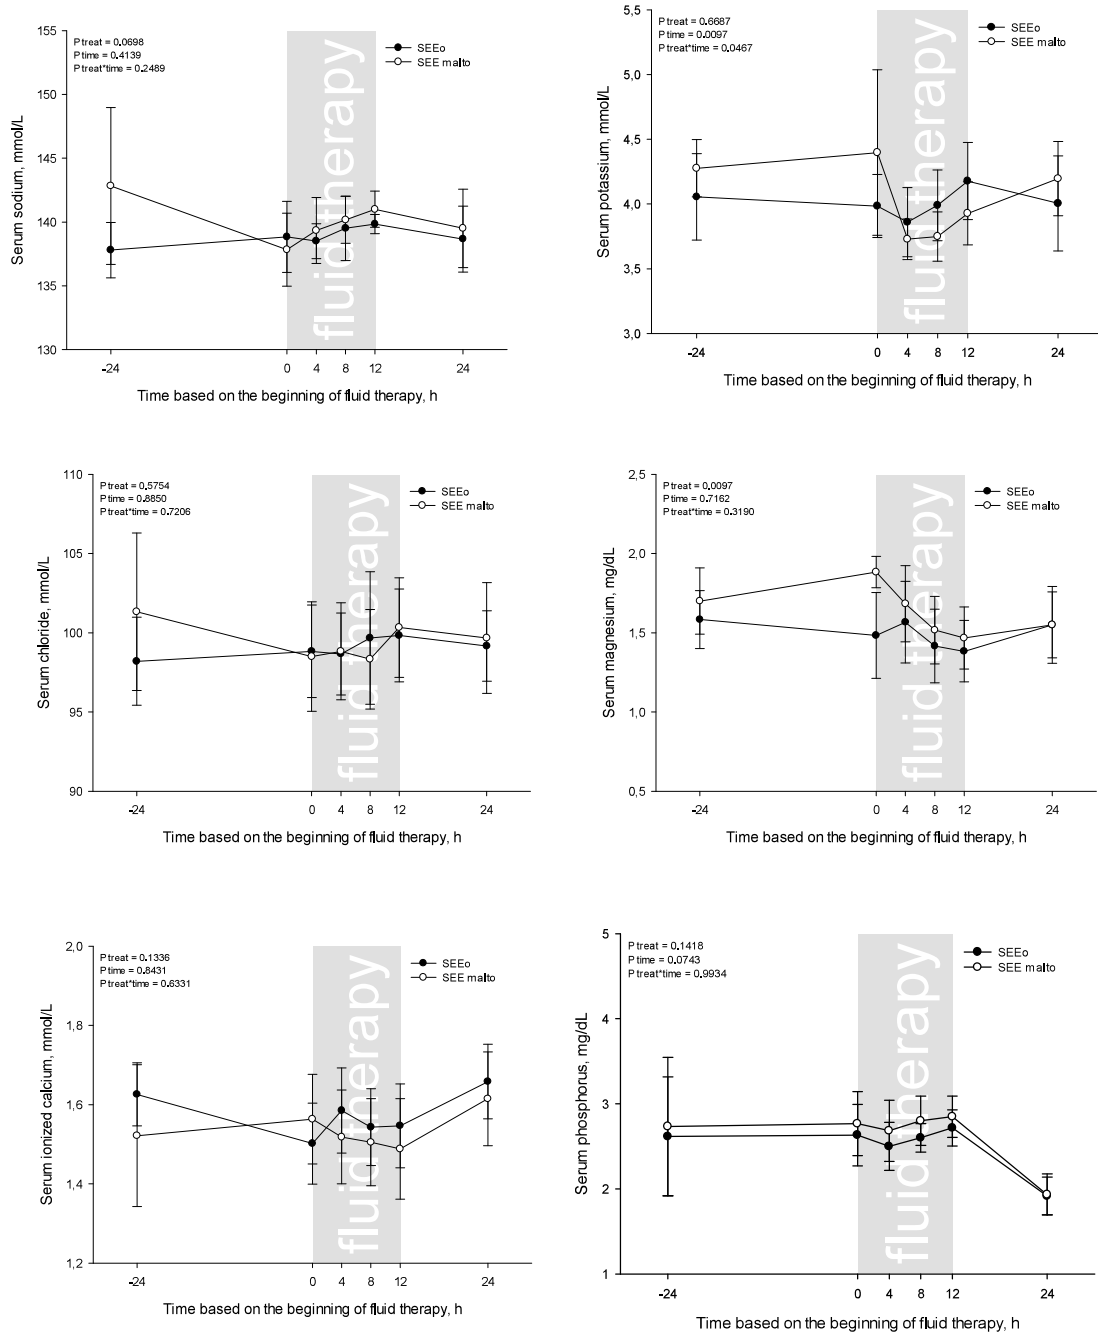 155
150
145
140
135
130
Serum sodium, mmol/L
P treat = 0.0698
P time = 0.4139
P treat*time = 0.2489
SEEo
SEE malto
fluid therapy
-24
0
4
8
12
24
Time based on the beginning of fluid therapy, h
5,5
5,0
4,5
4,0
3,5
3,0
Serum potassium, mmol/L
P treat = 0.6687
P time = 0.0097
P treat*time = 0.0467
SEEo
SEE malto
fluid therapy
-24
0
4
8
12
24
Time based on the beginning of fluid therapy, h
110
105
100
95
90
Serum chloride, mmol/L
P treat = 0.5754
P time = 0.8850
P treat*time = 0.7206
SEEo
SEE malto
fluid therapy
-24
0
4
8
12
24
Time based on the beginning of fluid therapy, h
2,5
2,0
1,5
1,0
0,5
Serum magnesium, mg/dL
P treat = 0.0097
P time = 0.7162
P treat*time = 0.3190
SEEo
SEE malto
fluid therapy
0
4
8
12
24
-24
Time based on the beginning of fluid therapy, h
2,0
1,8
1,6
1,4
1,2
Serum ionized calcium, mmol/L
P treat = 0.1336
P time = 0.8431
P treat*time = 0.6331
SEEo
SEE malto
fluid therapy
-24
0
4
8
12
24
Time based on the beginning of fluid therapy, h
5
4
3
2
1
Serum phosphorus, mg/dL
P treat = 0.1418
P time = 0.0743
P treat*time = 0.9934
SEEo
SEE malto
fluid therapy
-24
0
4
8
12
24
Time based on the beginning of fluid therapy, h